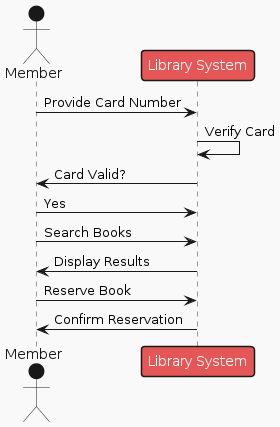 Member
Library System
Provide Card Number
Verify Card
Card Valid?
Yes
Search Books
Display Results
Reserve Book
Confirm Reservation
Member
Library System